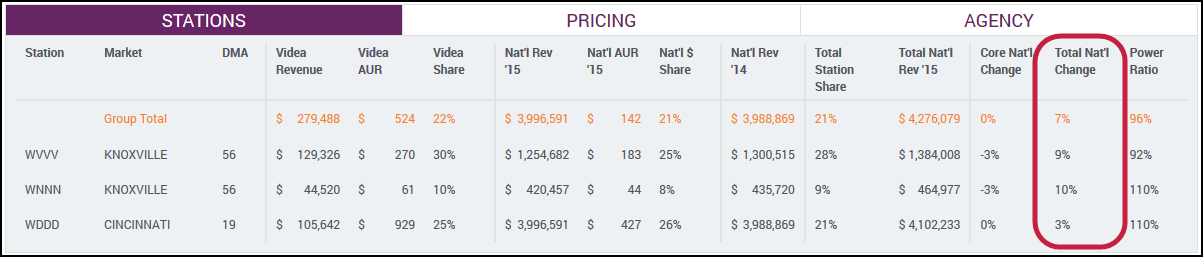 STATIONS PRICING AGENCY
Station Market DMA Videa Revenue Videa AUR Videa Share Nat'l Rev '15 Nat'l AUR '15 Nat'l $ Share Nat'l Rev '14 Total Station Share Total Nat'l Rev '15 Core Nat'l Change Total Nat'l Change Power Ratio
Group Total $ 279,488 $ 524 22% $ 3,996,591 $ 142 21% $ 3,988,869 21% $ 4,276,079 0% 7% 96%
WVVV KNOXVILLE 56 $ 129,326 $ 270 30% $ 1,254,682 $ 183 25% $ 1,300,515 28% $ 1,384,008 -3% 9% 92%
WNNN KNOXVILLE 56 $ 44,520 $ 61 10% $ 420,457 $ 44 8% $ 435,720 9% $ 464,977 -3% 10% 110%
WDDD CINCINNATI 19 $ 105,642 $ 929 25% $ 3,996,591 $ 427 26% $ 3,988,869 21% $ 4,102,233 0% 3% 110%